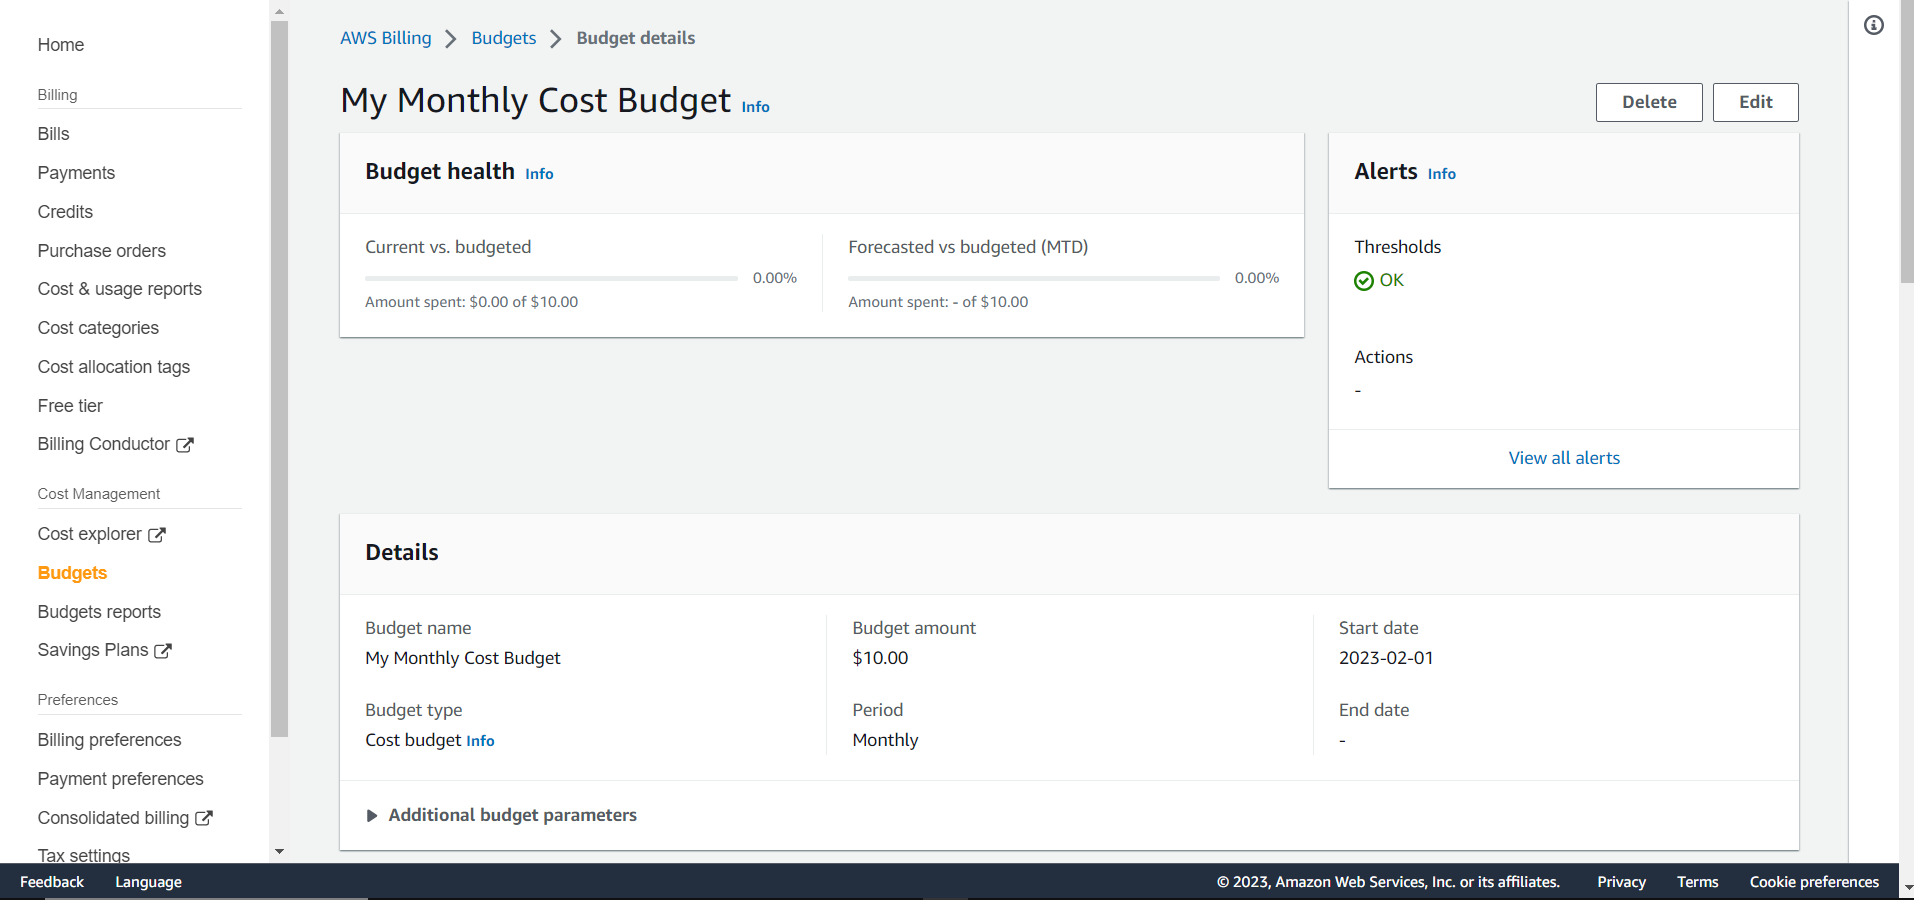 Home
Billing
Bills
Payments
Credits
Purchase orders
Cost & usage reports
Cost categories
Cost allocation tags
Free tier
Billing Conductor
Cost Management
Cost explorer
Budgets
Budgets reports
Savings Plans
Preferences
Billing preferences
Payment preferences
Consolidated billing
Tax settings
AWS Billing > Budgets > Budget details
My Monthly Cost Budget Info
Delete Edit
Budget health Info
Current vs. budgeted
0.00%
Amount spent: $0.00 of $10.00
Forecasted vs budgeted (MTD)
0.00%
Amount spent: - of $10.00
Alerts Info
Thresholds
OK
Actions
-
View all alerts
Details
Budget name
My Monthly Cost Budget
Budget type
Cost budget Info
Budget amount
$10.00
Period
Monthly
Start date
2023-02-01
End date
-
Additional budget parameters
Feedback Language © 2023, Amazon Web Services, Inc. or its affiliates. Privacy Terms Cookie preferences